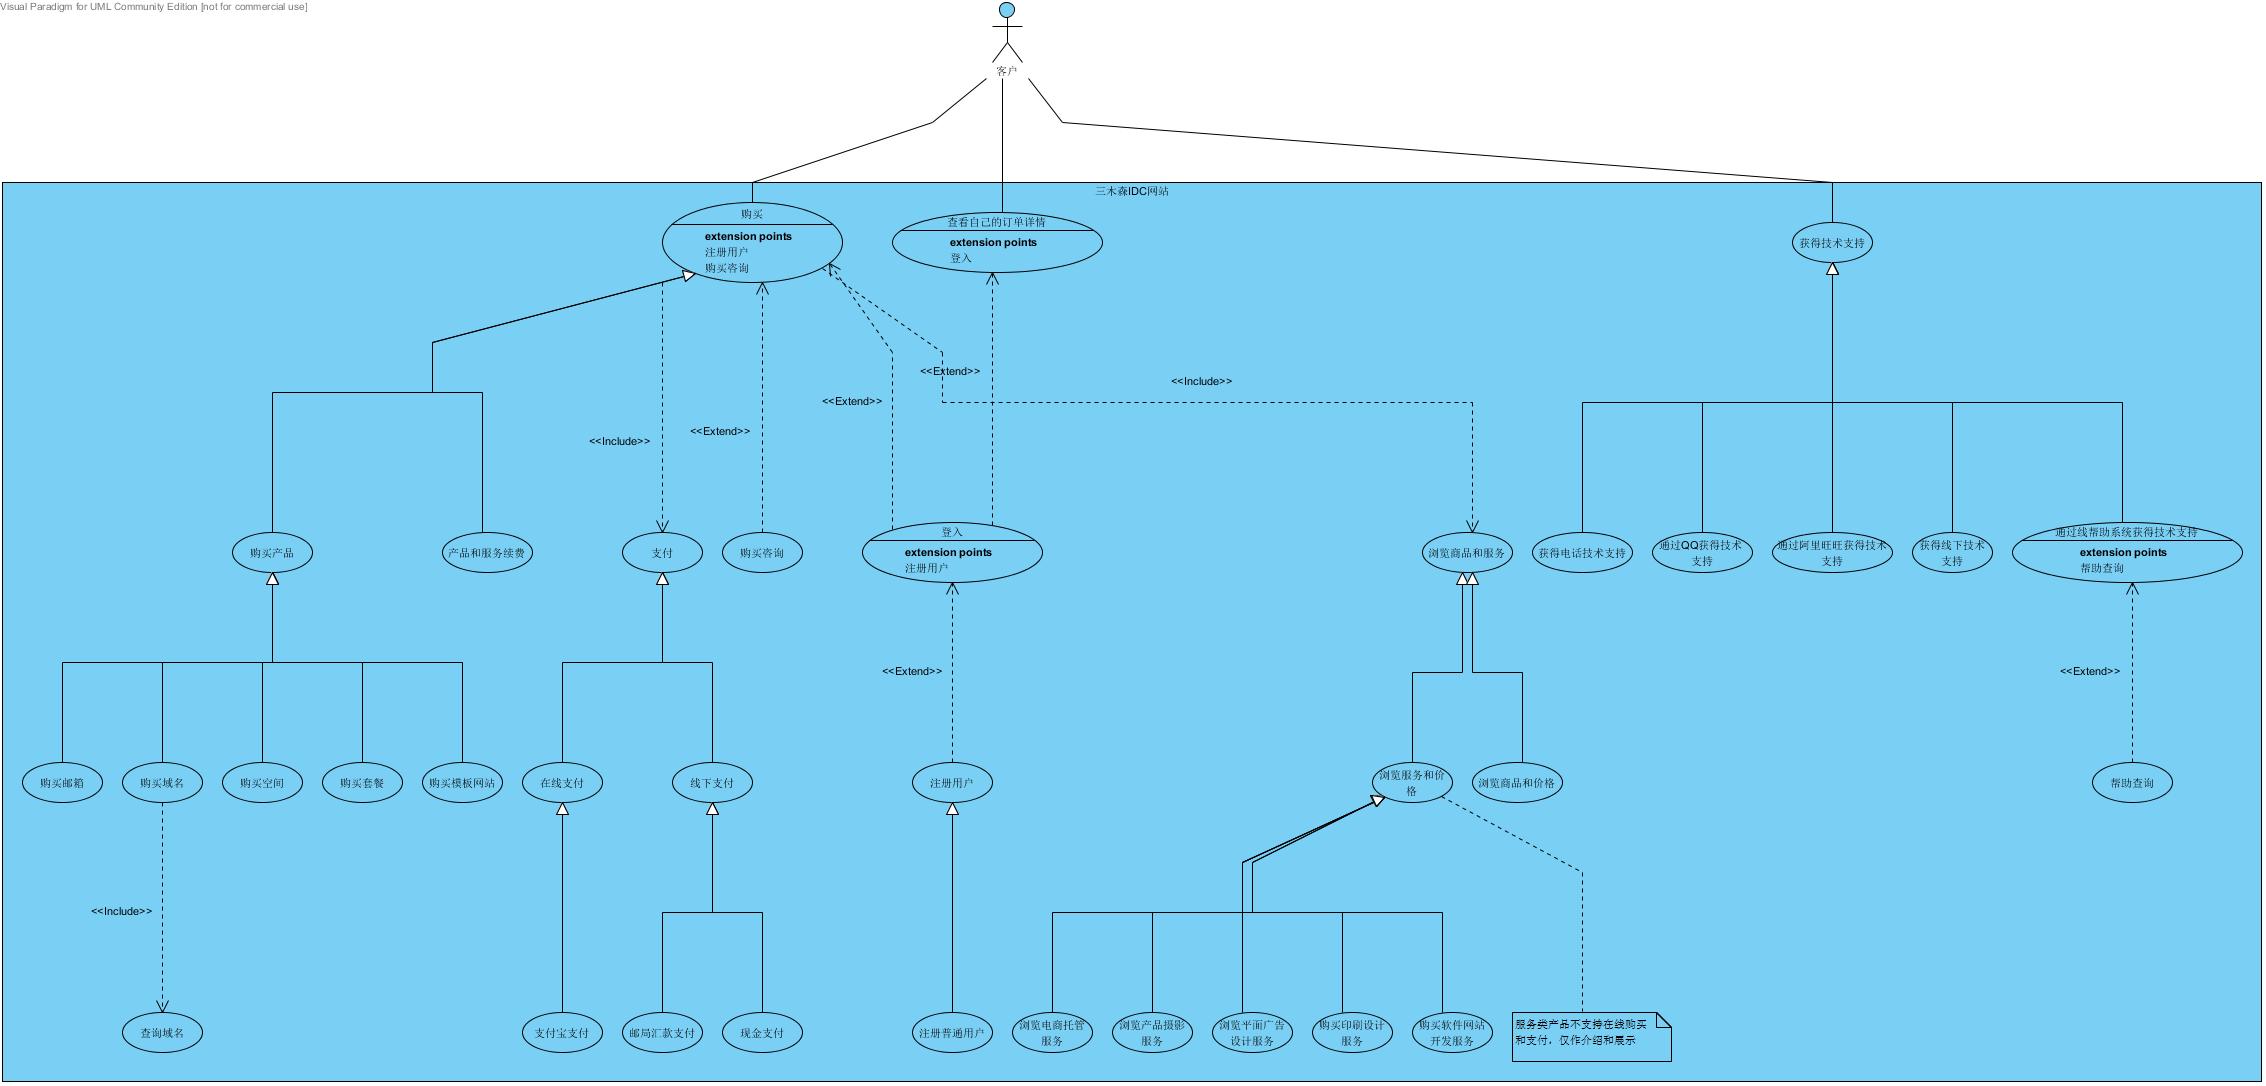 Visual Paradigm for UML Community Edition [not for commercial use]
客户
三木森IDC网站
购买
extension points
注册用户
购买咨询
查看自己的订单详情
extension points
登入
获得技术支持
<<Extend>>
<<Include>>
<<Extend>>
<<Include>>
<<Extend>>
购买产品
产品和服务续费
支付
购买咨询
登入
extension points
注册用户
浏览商品和服务
获得电话技术支持
通过QQ获得技术
支持
通过阿里旺旺获得技术
支持
获得线下技术
支持
通过线帮助系统获得技术支持
extension points
帮助查询
<<Extend>>
<<Extend>>
购买邮箱
购买域名
购买空间
购买套餐
购买模板网站
在线支付
线下支付
注册用户
浏览服务和价
格
浏览商品和价格
帮助查询
<<Include>>
查询域名
支付宝支付
邮局汇款支付
现金支付
注册普通用户
浏览电商托管
服务
浏览产品摄影
服务
浏览平面广告
设计服务
购买印刷设计
服务
购买软件网站
开发服务
服务类产品不支持在线购买
和支付，仅作介绍和展示